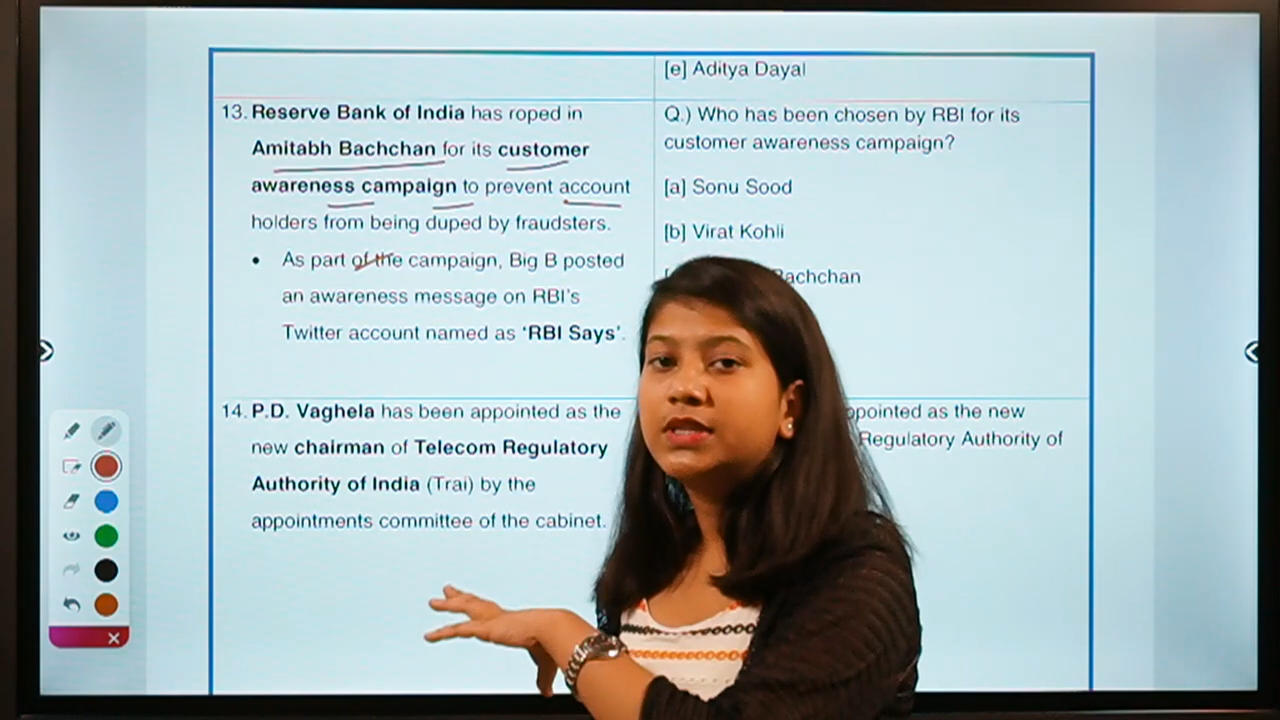 [e] Aditya Dayal
13. Reserve Bank of India has roped in
Amitabh Bachchan for its customer
awareness campaign to prevent account
holders from being duped by fraudsters.
• As part of the campaign, Big B posted
an awareness message on RBI's
Twitter account named as ‘RBI Says’.
Q.) Who has been chosen by RBI for its
customer awareness campaign?
[a] Sonu Sood
[b] Virat Kohli
Bachchan
14. P.D. Vaghela has been appointed as the
new chairman of Telecom Regulatory
Authority of India (Trai) by the
appointments committee of the cabinet.
appointed as the new
Regulatory Authority of